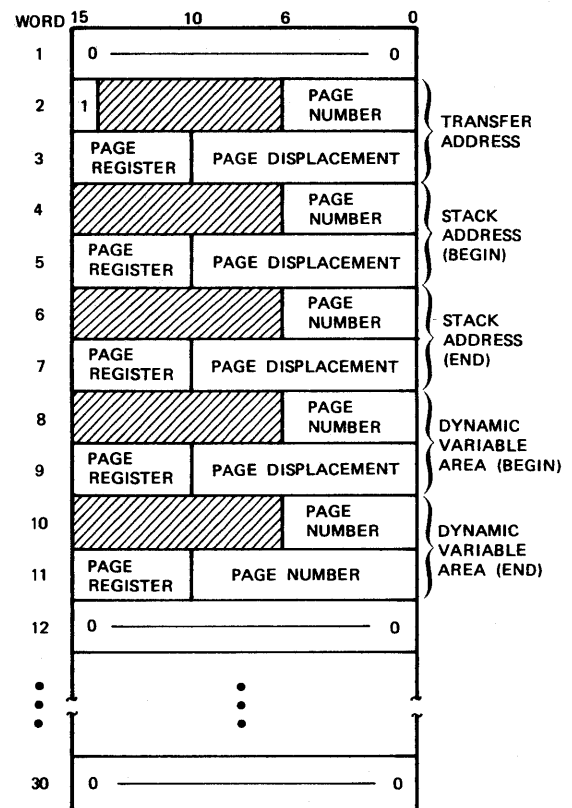 WORD 15 10 6 0
1 0 0
2 1 PAGE NUMBER
TRANSFER ADDRESS
3 PAGE REGISTER PAGE DISPLACEMENT
4 PAGE NUMBER
STACK ADDRESS (BEGIN)
5 PAGE REGISTER PAGE DISPLACEMENT
6 PAGE NUMBER
STACK ADDRESS (END)
7 PAGE REGISTER PAGE DISPLACEMENT
8 PAGE NUMBER
DYNAMIC VARIABLE AREA (BEGIN)
9 PAGE REGISTER PAGE DISPLACEMENT
10 PAGE NUMBER
DYNAMIC VARIABLE AREA (END)
11 PAGE REGISTER PAGE NUMBER
12 0 0
30 0 0